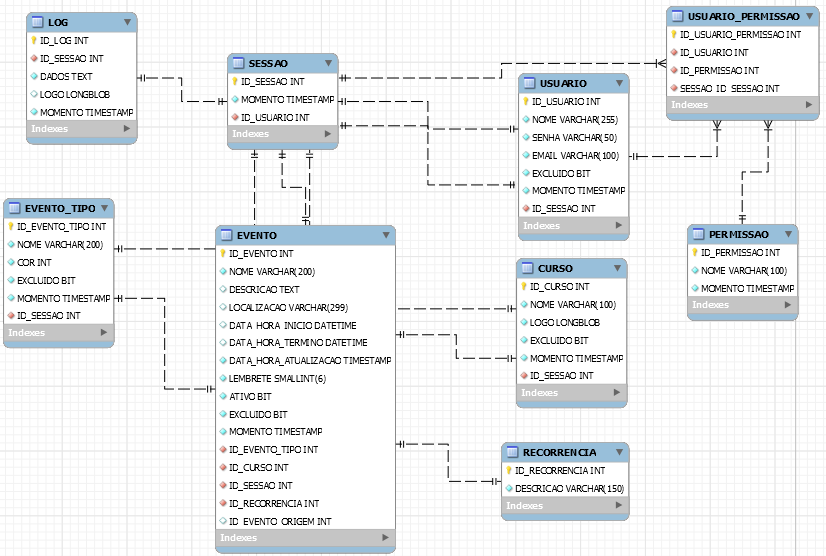 LOG
ID_LOG INT
ID_SESSAO INT
DADOS TEXT
LOGO LONGBLOB
MOMENTO TIMESTAMP
Indexes
SESSAO
ID_SESSAO INT
MOMENTO TIMESTAMP
ID_USUARIO INT
Indexes
USUARIO
ID_USUARIO INT
NOME VARCHAR(255)
SENHA VARCHAR(50)
EMAIL VARCHAR(100)
EXCLUIDO BIT
MOMENTO TIMESTAMP
ID_SESSAO INT
Indexes
USUARIO_PERMISSAO
ID_USUARIO_PERMISSAO INT
ID_USUARIO INT
ID_PERMISSAO INT
SESSAO_ID_SESSAO INT
Indexes
EVENTO_TIPO
ID_EVENTO_TIPO INT
NOME VARCHAR(200)
COR INT
EXCLUIDO BIT
MOMENTO TIMESTAMP
ID_SESSAO INT
Indexes
EVENTO
ID_EVENTO INT
NOME VARCHAR(200)
DESCRICAO TEXT
LOCALIZACAO VARCHAR(299)
DATA_HORA_INICIO DATETIME
DATA_HORA_TERMINO DATETIME
DATA_HORA_ATUALIZACAO TIMESTAMP
LEMBRETE SMALLINT(6)
ATIVO BIT
EXCLUIDO BIT
MOMENTO TIMESTAMP
ID_EVENTO_TIPO INT
ID_CURSO INT
ID_SESSAO INT
ID_RECORRENCIA INT
ID_EVENTO_ORIGEM INT
Indexes
CURSO
ID_CURSO INT
NOME VARCHAR(100)
LOGO LONGBLOB
EXCLUIDO BIT
MOMENTO TIMESTAMP
ID_SESSAO INT
Indexes
PERMISSAO
ID_PERMISSAO INT
NOME VARCHAR(100)
MOMENTO TIMESTAMP
Indexes
RECORRENCIA
ID_RECORRENCIA INT
DESCRICAO VARCHAR(150)
Indexes